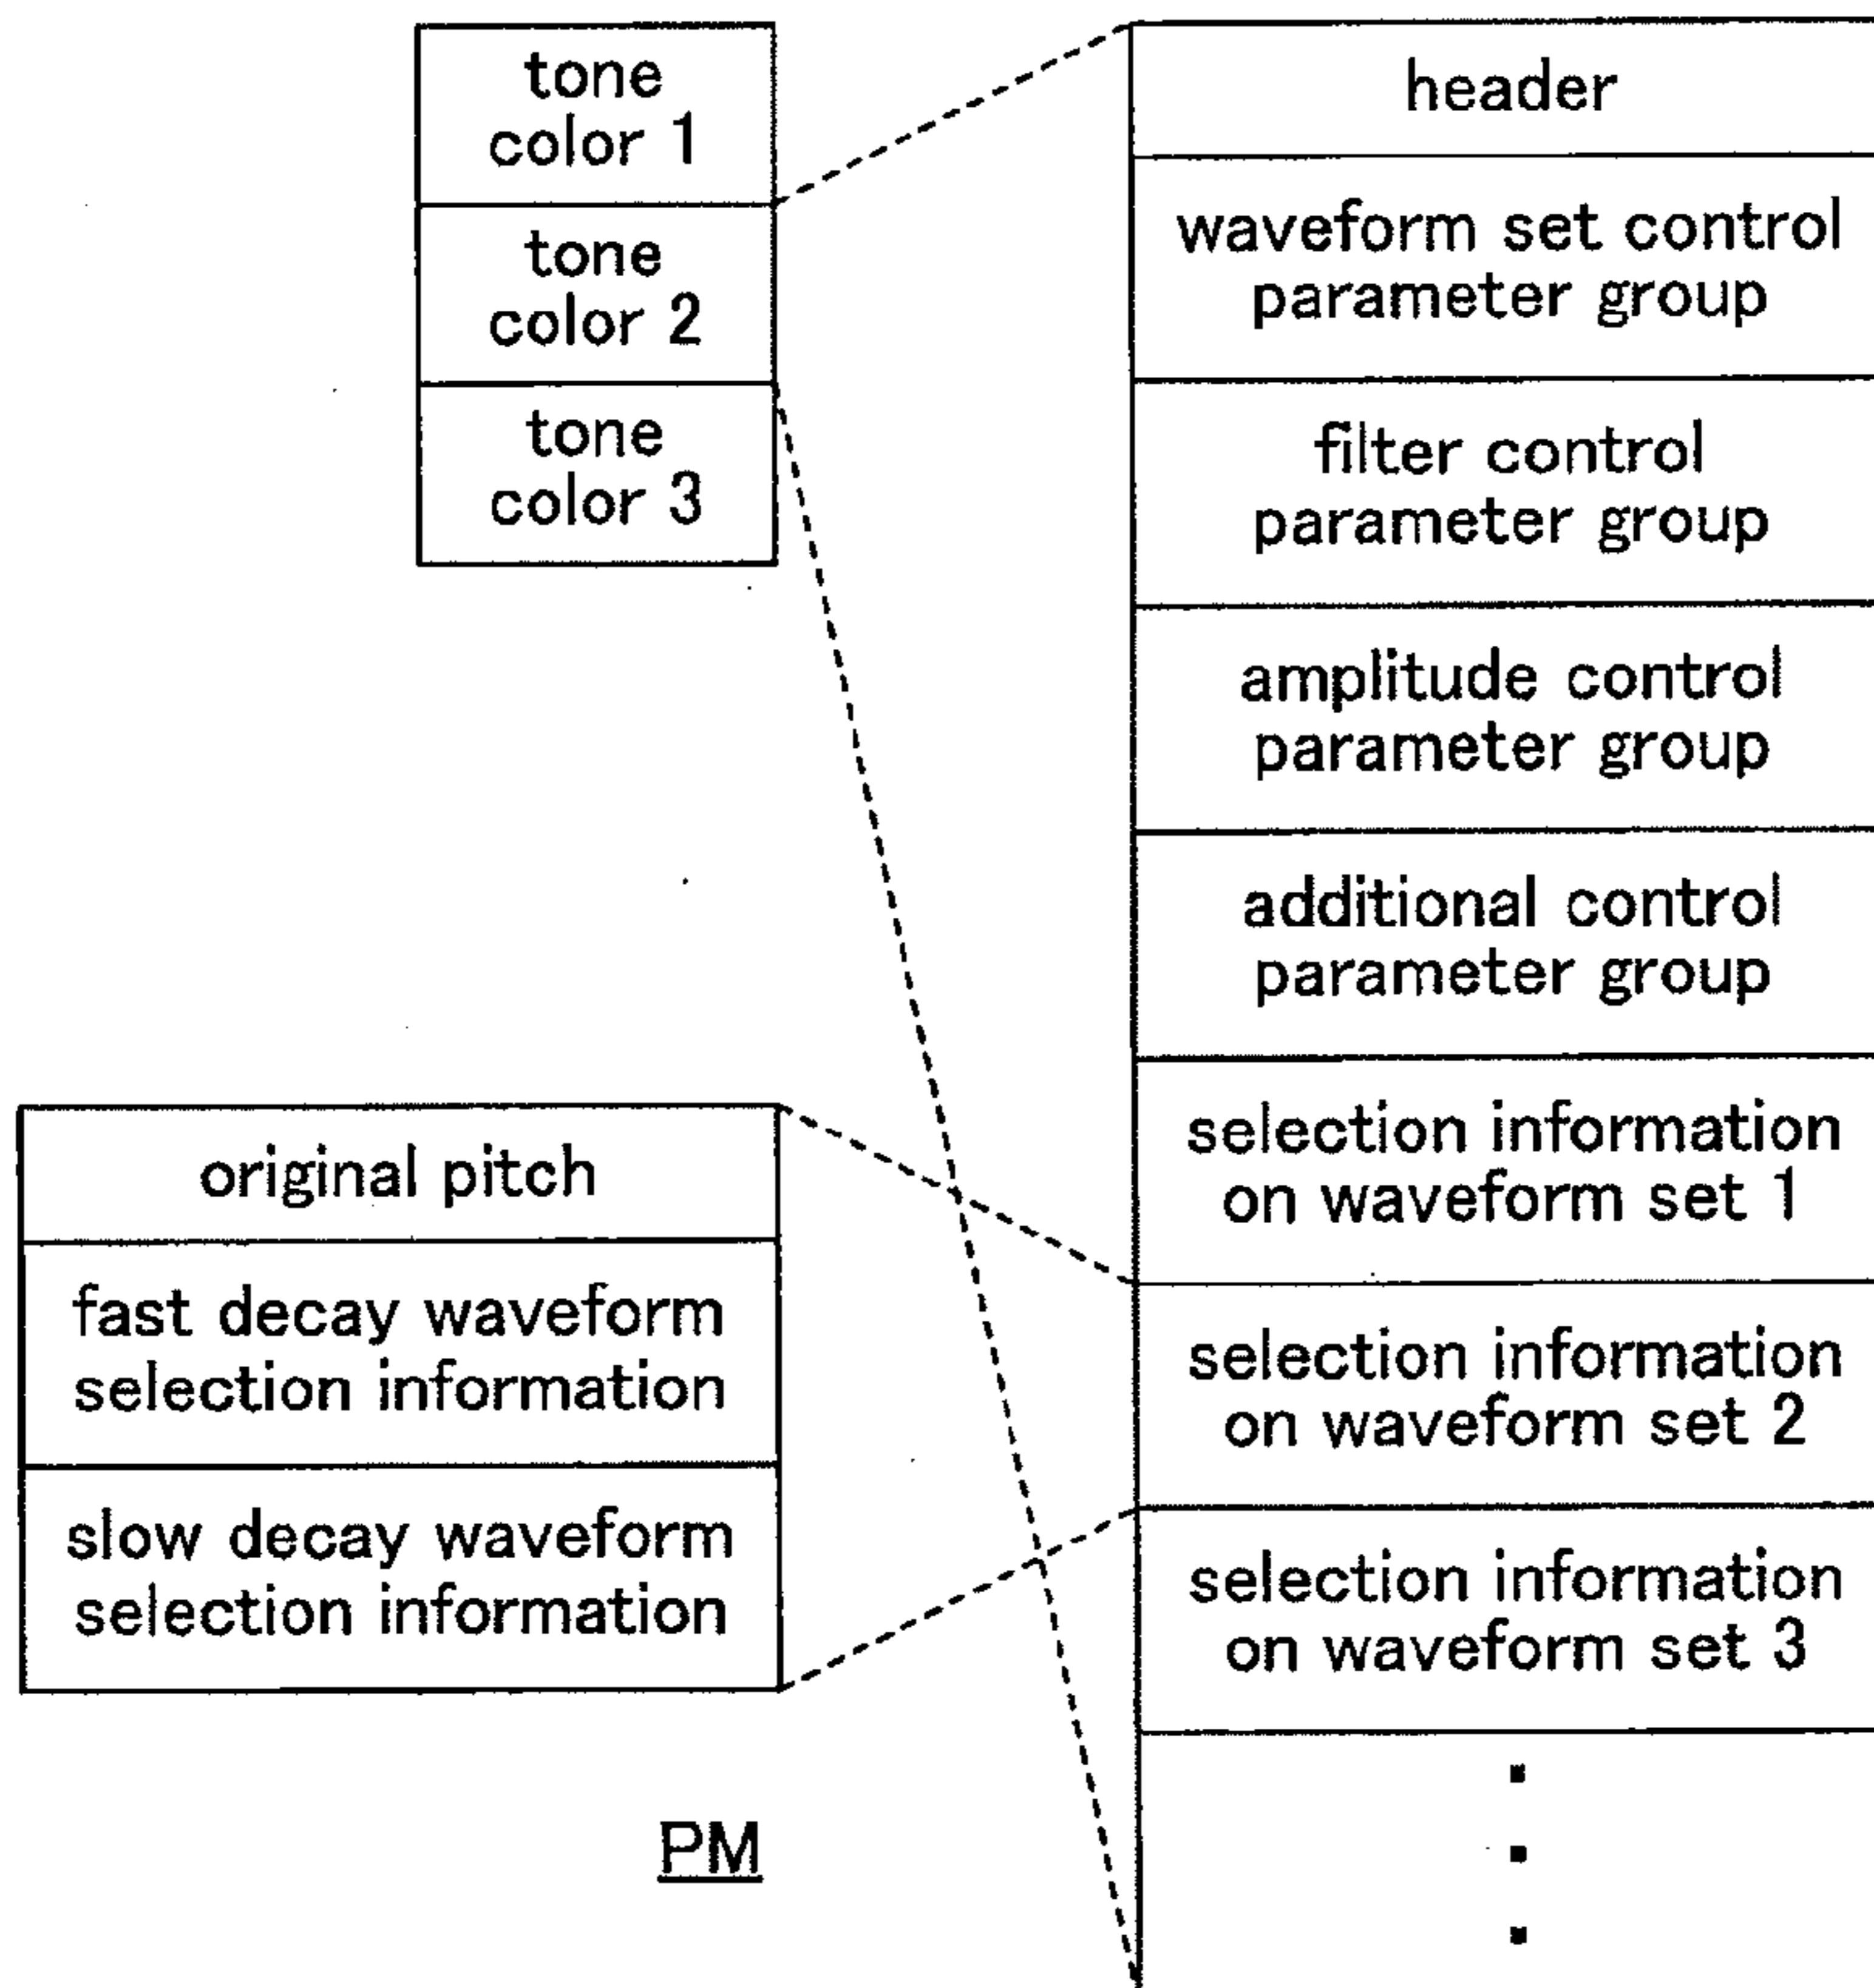 tone
color 1
tone
color 2
tone
color 3
header
waveform set control
parameter group
filter control
parameter group
amplitude control
parameter group
additional control
parameter group
selection information
on waveform set 1
selection information
on waveform set 2
selection information
on waveform set 3
original pitch
fast decay waveform
selection information
slow decay waveform
selection information
PM